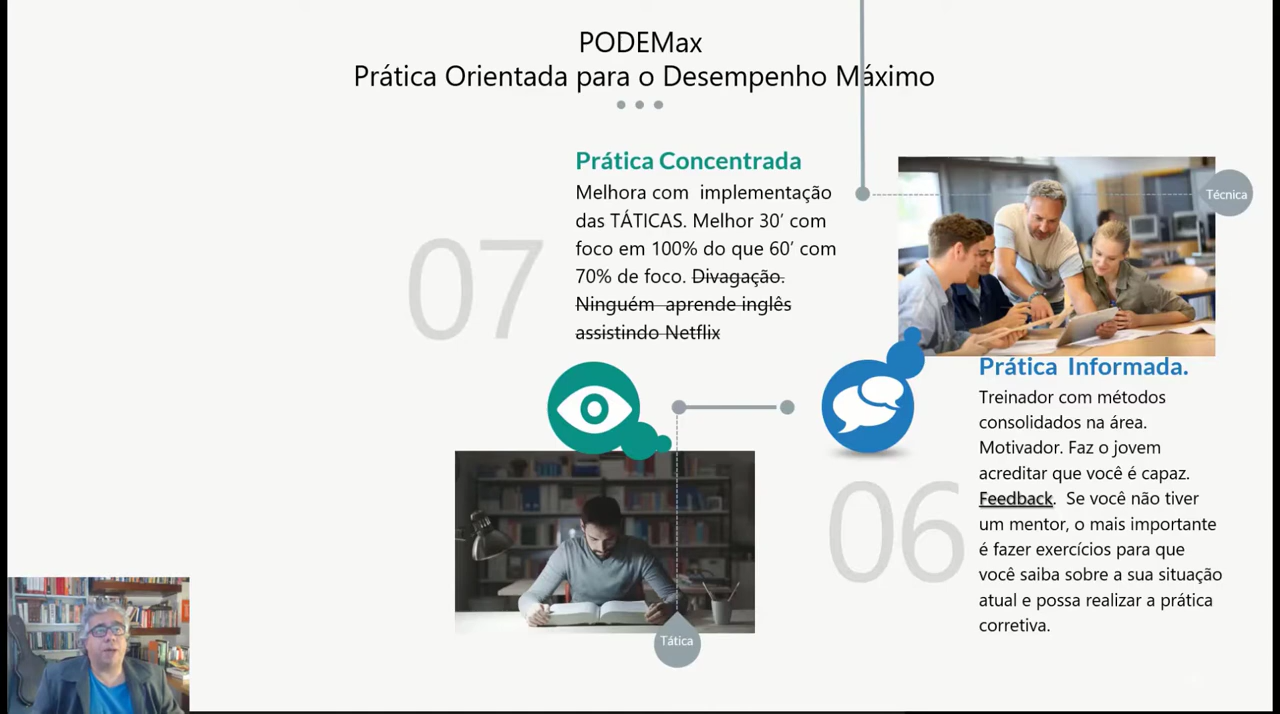 PODEMax
Prática Orientada para o Desempenho Máximo
Prática Concentrada
Melhora com implementação
das TÁTICAS. Melhor 30’ com
foco em 100% do que 60’ com
70% de foco. Divagação.
Ninguém aprende inglês
assistindo Netflix
07
Tática
Técnica
Prática Informada.
Treinador com métodos
consolidados na área.
Motivador. Faz o jovem
acreditar que você é capaz.
Feedback. Se você não tiver
um mentor, o mais importante
é fazer exercícios para que
você saiba sobre a sua situação
atual e possa realizar a prática
corretiva.
06